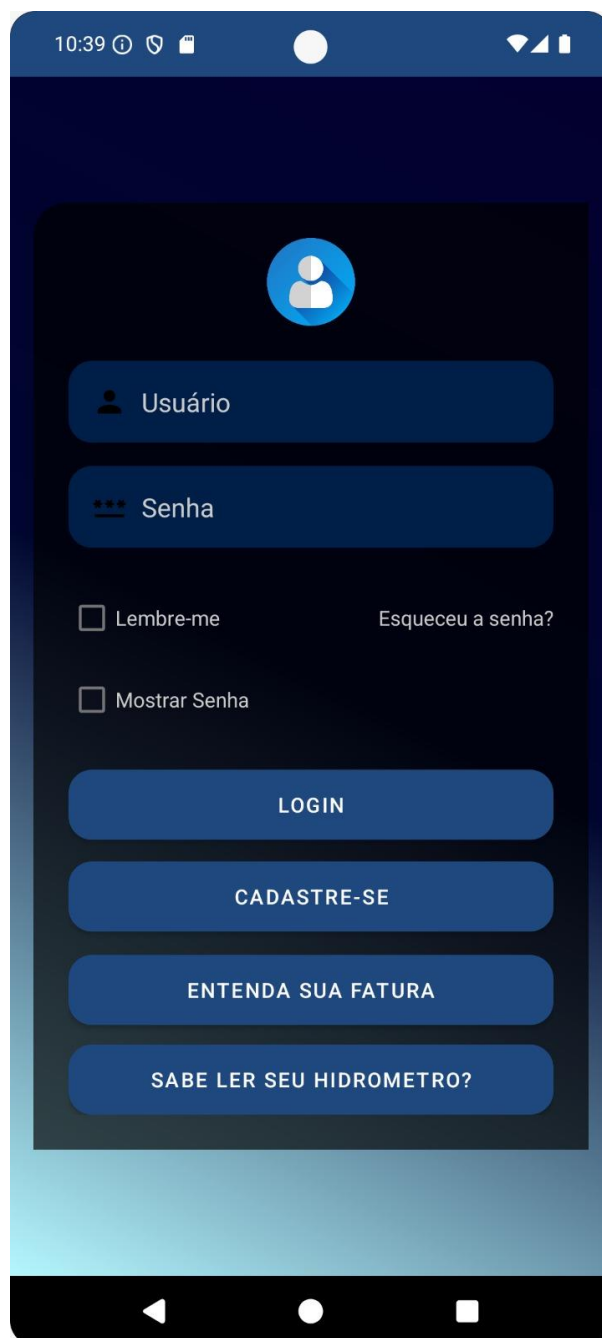 10:39
Usuário
Senha
Lembre-me
Esqueceu a senha?
Mostrar Senha
LOGIN
CADASTRE-SE
ENTENDA SUA FATURA
SABE LER SEU HIDROMETRO?